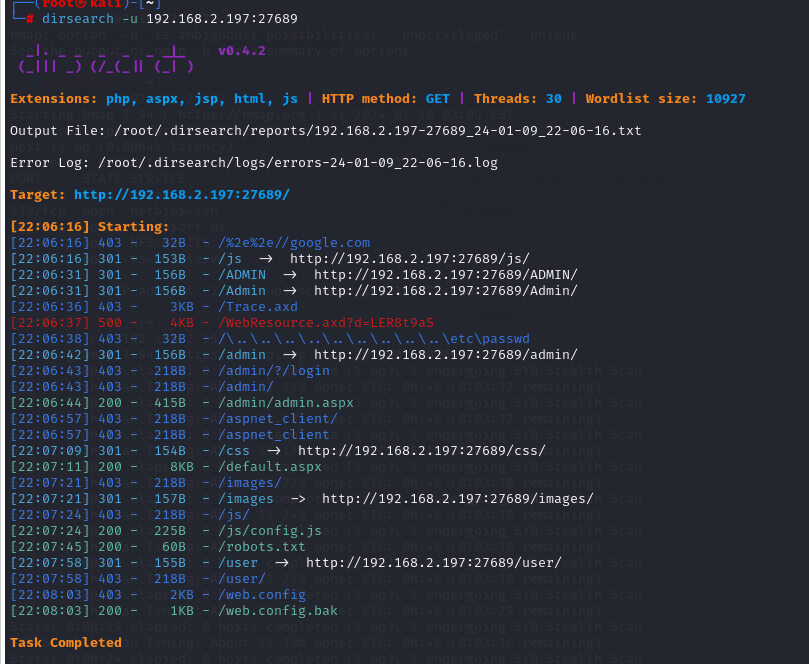 (root㉿kali)-[~]
└─# dirsearch -u 192.168.2.197:27689
v0.4.2
Extensions: php, aspx, jsp, html, js | HTTP method: GET | Threads: 30 | Wordlist size: 10927
Output File: /root/.dirsearch/reports/192.168.2.197-27689_24-01-09_22-06-16.txt
Error Log: /root/.dirsearch/logs/errors-24-01-09_22-06-16.log
Target: http://192.168.2.197:27689/
[22:06:16] Starting:
[22:06:16] 403 - 32B - /%2e%2e//google.com
[22:06:16] 301 - 153B - /js -> http://192.168.2.197:27689/js/
[22:06:31] 301 - 156B - /ADMIN -> http://192.168.2.197:27689/ADMIN/
[22:06:31] 301 - 156B - /Admin -> http://192.168.2.197:27689/Admin/
[22:06:36] 403 - 3KB - /Trace.axd
[22:06:37] 500 - 4KB - /WebResource.axd?d=LER8t9aS
[22:06:38] 403 - 32B - /\..\..\..\..\..\..\..\..\..\etc\passwd
[22:06:42] 301 - 156B - /admin -> http://192.168.2.197:27689/admin/
[22:06:43] 403 - 218B - /admin/?/login
[22:06:43] 403 - 218B - /admin/
[22:06:44] 200 - 415B - /admin/admin.aspx
[22:06:57] 403 - 218B - /aspnet_client/
[22:06:57] 403 - 218B - /aspnet_client
[22:07:09] 301 - 154B - /css -> http://192.168.2.197:27689/css/
[22:07:11] 200 - 8KB - /default.aspx
[22:07:21] 403 - 218B - /images/
[22:07:21] 301 - 157B - /images -> http://192.168.2.197:27689/images/
[22:07:24] 403 - 218B - /js/
[22:07:24] 200 - 225B - /js/config.js
[22:07:45] 200 - 60B - /robots.txt
[22:07:58] 301 - 155B - /user -> http://192.168.2.197:27689/user/
[22:07:58] 403 - 218B - /user/
[22:08:03] 403 - 2KB - /web.config
[22:08:03] 200 - 1KB - /web.config.bak
Task Completed